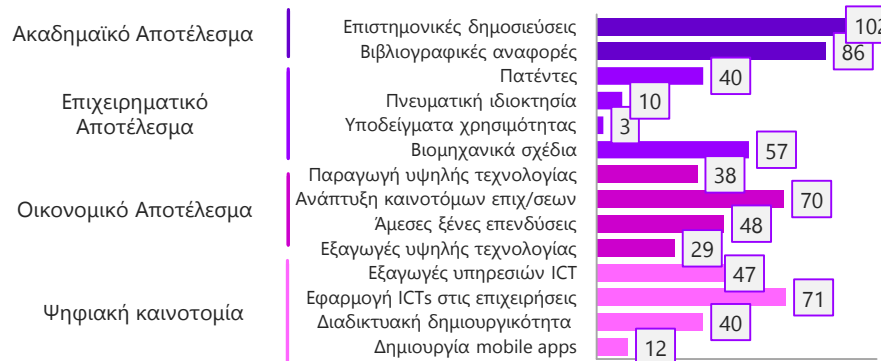 Ακαδημαϊκό Αποτέλεσμα
Επιστημονικές δημοσιεύσεις 102
Βιβλιογραφικές αναφορές 86
Επιχειρηματικό
Αποτέλεσμα
Πατέντες 40
Πνευματική ιδιοκτησία 10
Υποδείγματα χρησιμότητας 3
Βιομηχανικά σχέδια 57
Οικονομικό Αποτέλεσμα
Παραγωγή υψηλής τεχνολογίας 38
Ανάπτυξη καινοτόμων επιχ/σεων 70
Άμεσες ξένες επενδύσεις 48
Εξαγωγές υψηλής τεχνολογίας 29
Ψηφιακή καινοτομία
Εξαγωγές υπηρεσιών ICT 47
Εφαρμογή ICTs στις επιχειρήσεις 71
Διαδικτυακή δημιουργικότητα 40
Δημιουργία mobile apps 12